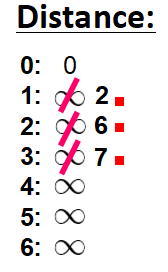 Distance:
0: 0
1: ∞ 2
2: ∞ 6
3: ∞ 7
4: ∞
5: ∞
6: ∞